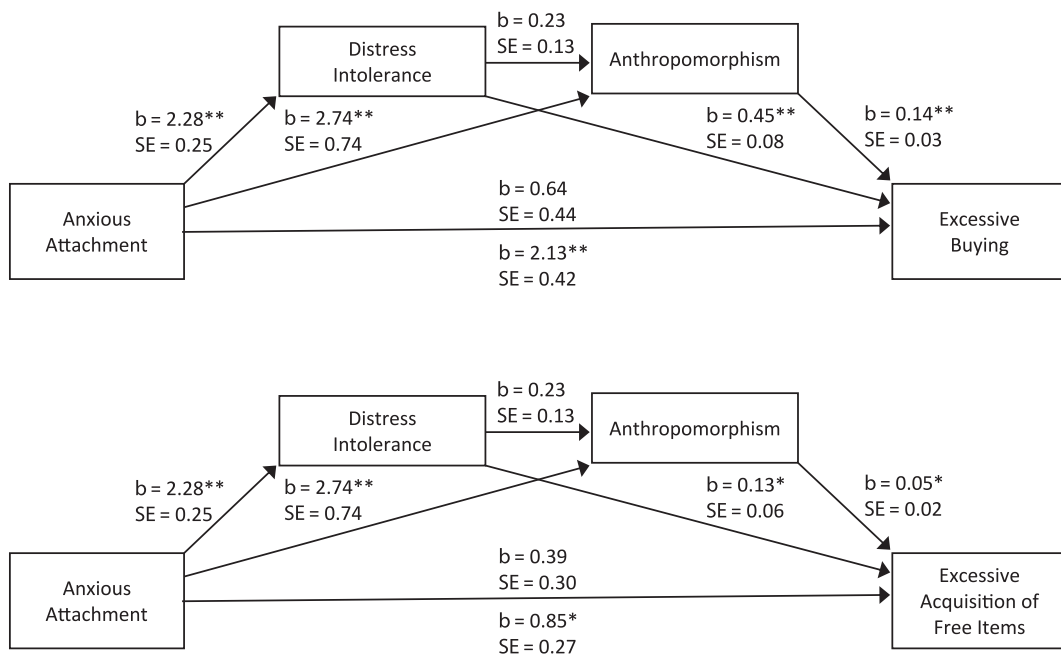 b = 0.23
SE = 0.13
Distress
Intolerance
Anthropomorphism
b = 2.28**
SE = 0.25
b = 2.74**
SE = 0.74
b = 0.45**
SE = 0.08
b = 0.14**
SE = 0.03
Anxious
Attachment
b = 0.64
SE = 0.44
b = 2.13**
SE = 0.42
Excessive
Buying
b = 0.23
SE = 0.13
Distress
Intolerance
Anthropomorphism
b = 2.28**
SE = 0.25
b = 2.74**
SE = 0.74
b = 0.13*
SE = 0.06
b = 0.05*
SE = 0.02
Anxious
Attachment
b = 0.39
SE = 0.30
b = 0.85*
SE = 0.27
Excessive
Acquisition of
Free Items